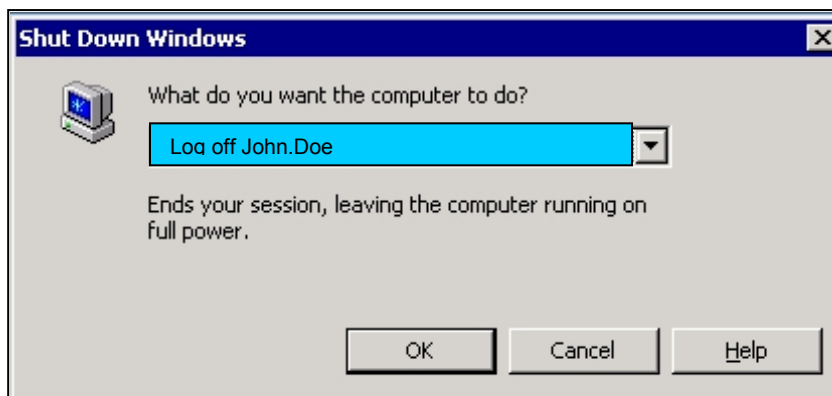 Shut Down Windows
What do you want the computer to do?
Log off John.Doe
Ends your session, leaving the computer running on
full power.
OK Cancel Help